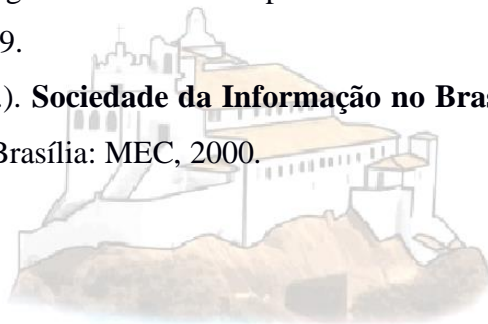 9.
.). Sociedade da Informação no Bras
Brasília: MEC, 2000.